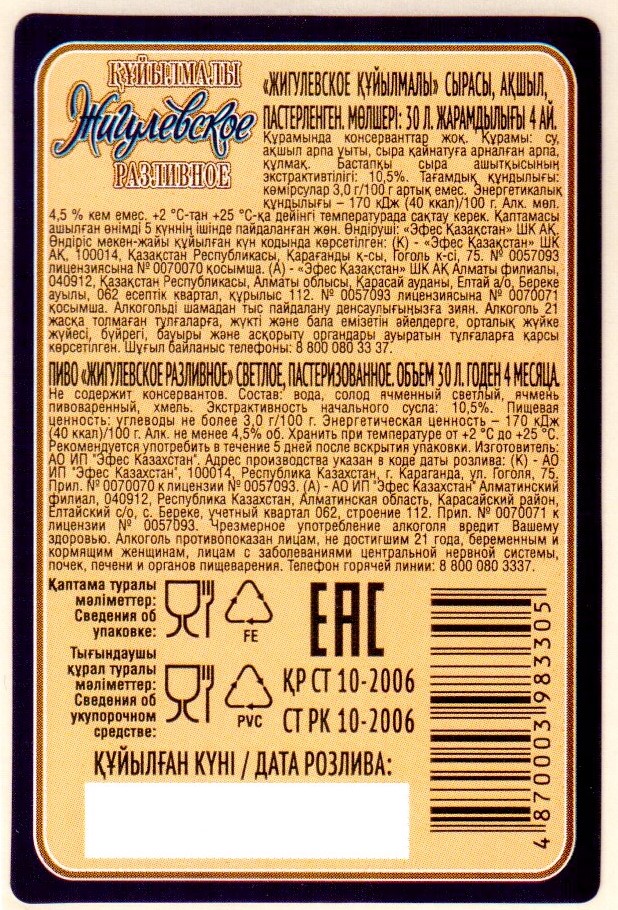 ҚҰЙЫЛМАЛЫ
Жигулевское
РАЗЛИВНОЕ
«ЖИГУЛЕВСКОЕ ҚҰЙЫЛМАЛЫ» СЫРАСЫ, АҚШЫЛ,
ПАСТЕРЛЕНГЕН. МӨЛШЕРІ: 30 Л. ЖАРАМДЫЛЫҒЫ 4 АЙ.
Құрамында консерванттар жоқ. Құрамы: су,
ақшыл арпа уыты, сыра қайнатуға арналған арпа,
құлмақ. Бастапқы сыра ашытқысының
экстрактивтілігі: 10,5%. Тағамдық құндылығы:
көмірсулар 3,0 г/100 г артық емес. Энергетикалық
құндылығы – 170 кДж (40 ккал)/100 г. Алк. мөл.
4,5 % кем емес. +2 °С-тан +25 °С-қа дейінгі температурада сақтау керек. Қаптамасы
ашылған өнімді 5 күннің ішінде пайдаланған жөн. Өндіруші: «Эфес Қазақстан» ШК АҚ.
Өндіріс мекен-жайы құйылған күн кодында көрсетілген: (К) - «Эфес Қазақстан» ШК
АҚ, 100014, Қазақстан Республикасы, Қарағанды қ-сы, Гоголь к-сі, 75. № 0057093
лицензиясына № 0070070 қосымша. (А) - «Эфес Қазақстан» ШК АҚ Алматы филиалы,
040912, Қазақстан Республикасы, Алматы облысы, Қарасай ауданы, Елтай а/о, Береке
ауылы, 062 есептік квартал, құрылыс 112. № 0057093 лицензиясына № 0070071
қосымша. Алкогольді шамадан тыс пайдалану денсаулығыңызға зиян. Алкоголь 21
жасқа толмаған тұлғаларға, жүкті және бала емізетін әйелдерге, орталық жүйке
жүйесі, бүйрегі, бауыры және асқорыту органдары ауыратын тұлғаларға қарсы
көрсетілген. Шұғыл байланыс телефоны: 8 800 080 33 37.
ПИВО «ЖИГУЛЕВСКОЕ РАЗЛИВНОЕ» СВЕТЛОЕ, ПАСТЕРИЗОВАННОЕ. ОБЪЕМ 30 Л. ГОДЕН 4 МЕСЯЦА.
Не содержит консервантов. Состав: вода, солод ячменный светлый, ячмень
пивоваренный, хмель. Экстрактивность начального сусла: 10,5%. Пищевая
ценность: углеводы не более 3,0 г/100 г. Энергетическая ценность – 170 кДж
(40 ккал)/100 г. Алк. не менее 4,5% об. Хранить при температуре от +2 °С до +25 °С.
Рекомендуется употребить в течение 5 дней после вскрытия упаковки. Изготовитель:
АО ИП "Эфес Казахстан". Адрес производства указан в коде даты розлива: (К) - АО
ИП "Эфес Казахстан", 100014, Республика Казахстан, г. Караганда, ул. Гоголя, 75.
Прил. № 0070070 к лицензии № 0057093. (А) - АО ИП "Эфес Казахстан" Алматинский
филиал, 040912, Республика Казахстан, Алматинская область, Карасайский район,
Елтайский с/о, с. Береке, учетный квартал 062, строение 112. Прил. № 0070071 к
лицензии № 0057093. Чрезмерное употребление алкоголя вредит Вашему
здоровью. Алкоголь противопоказан лицам, не достигшим 21 года, беременным и
кормящим женщинам, лицам с заболеваниями центральной нервной системы,
почек, печени и органов пищеварения. Телефон горячей линии: 8 800 080 3337.
Қаптама туралы
мәліметтер:
Сведения об
упаковке:
FE
Тығындаушы
құрал туралы
мәліметтер:
Сведения об
укупорочном
средстве:
PVC
ЕАС
ҚР СТ 10-2006
СТ РК 10-2006
ҚҰЙЫЛҒАН КҮНІ / ДАТА РОЗЛИВА:
4 870003 983305